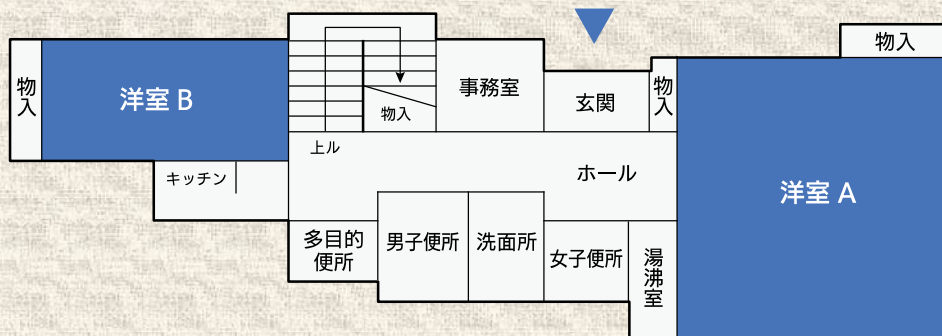 物入
物入
洋室 B
事務室
物入
玄関
物入
上ル
キッチン
ホール
洋室 A
多目的
便所
男子便所
洗面所
女子便所
湯沸室